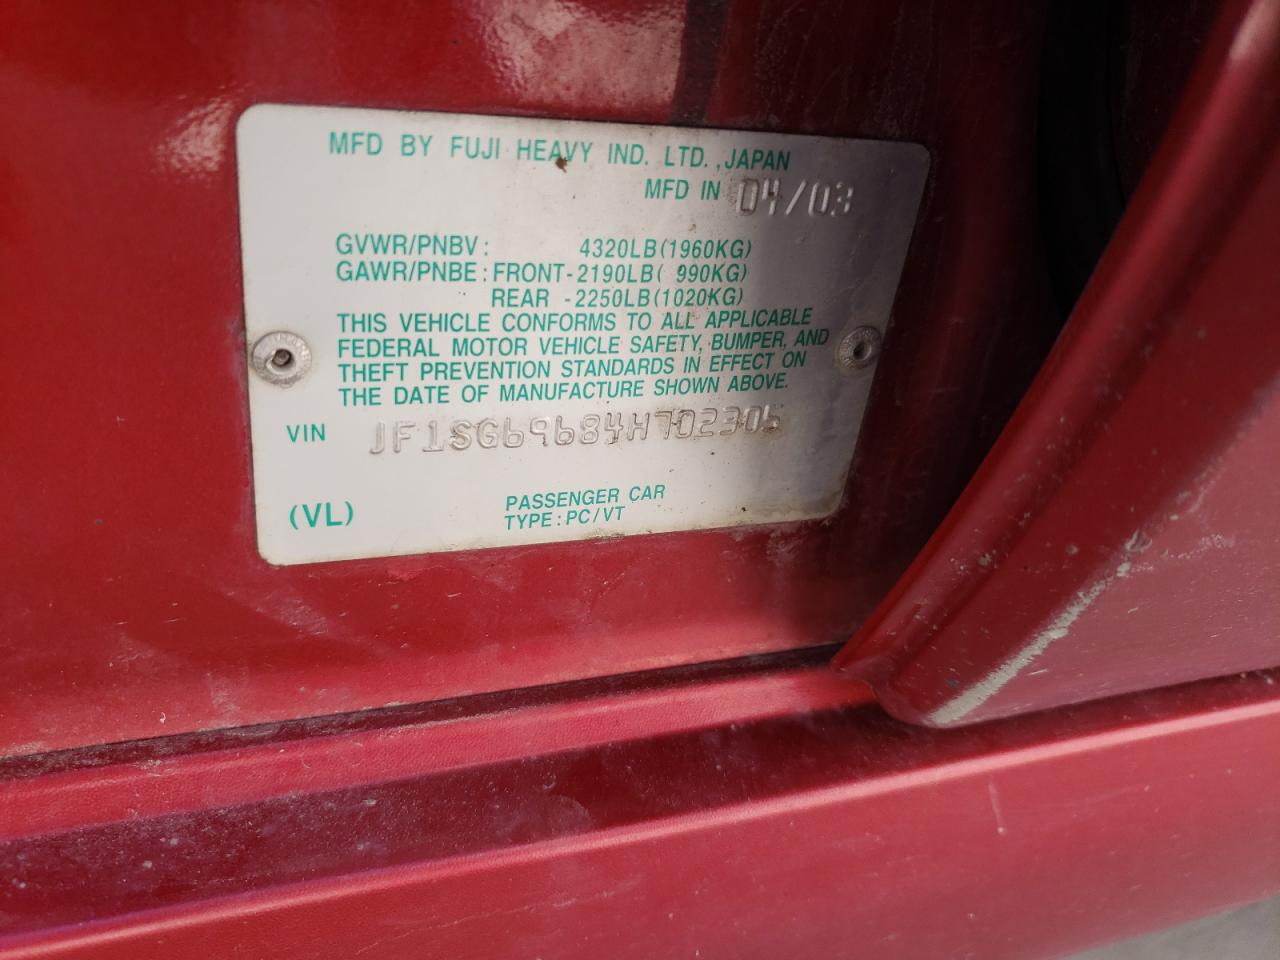 MFD BY FUJI HEAVY IND. LTD.,JAPAN
MFD IN 04/03
GVWR/PNBV: 4320LB(1960KG)
GAWR/PNBE:FRONT-2190LB( 990KG)
REAR -2250LB(1020KG)
THIS VEHICLE CONFORMS TO ALL APPLICABLE
FEDERAL MOTOR VEHICLE SAFETY, BUMPER, AND
THEFT PREVENTION STANDARDS IN EFFECT ON
THE DATE OF MANUFACTURE SHOWN ABOVE.
VIN JF1SG69684H702305
PASSENGER CAR
(VL) TYPE:PC/VT